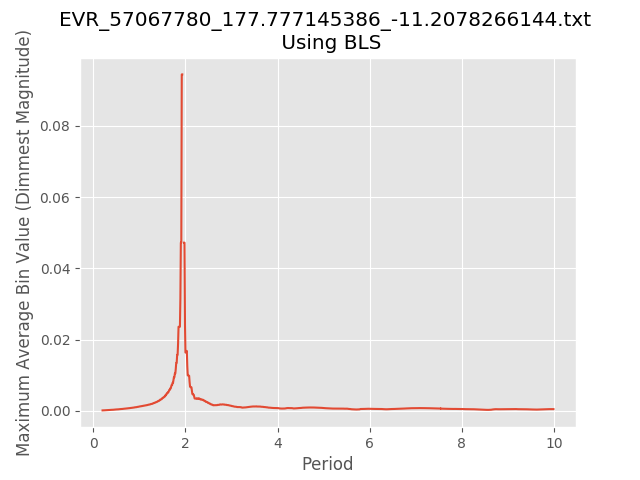 EVR_57067780_177.777145386_-11.2078266144.txt
Using BLS
Maximum Average Bin Value (Dimmest Magnitude)
0.08
0.06
0.04
0.02
0.00
0
2
4
6
8
10
Period